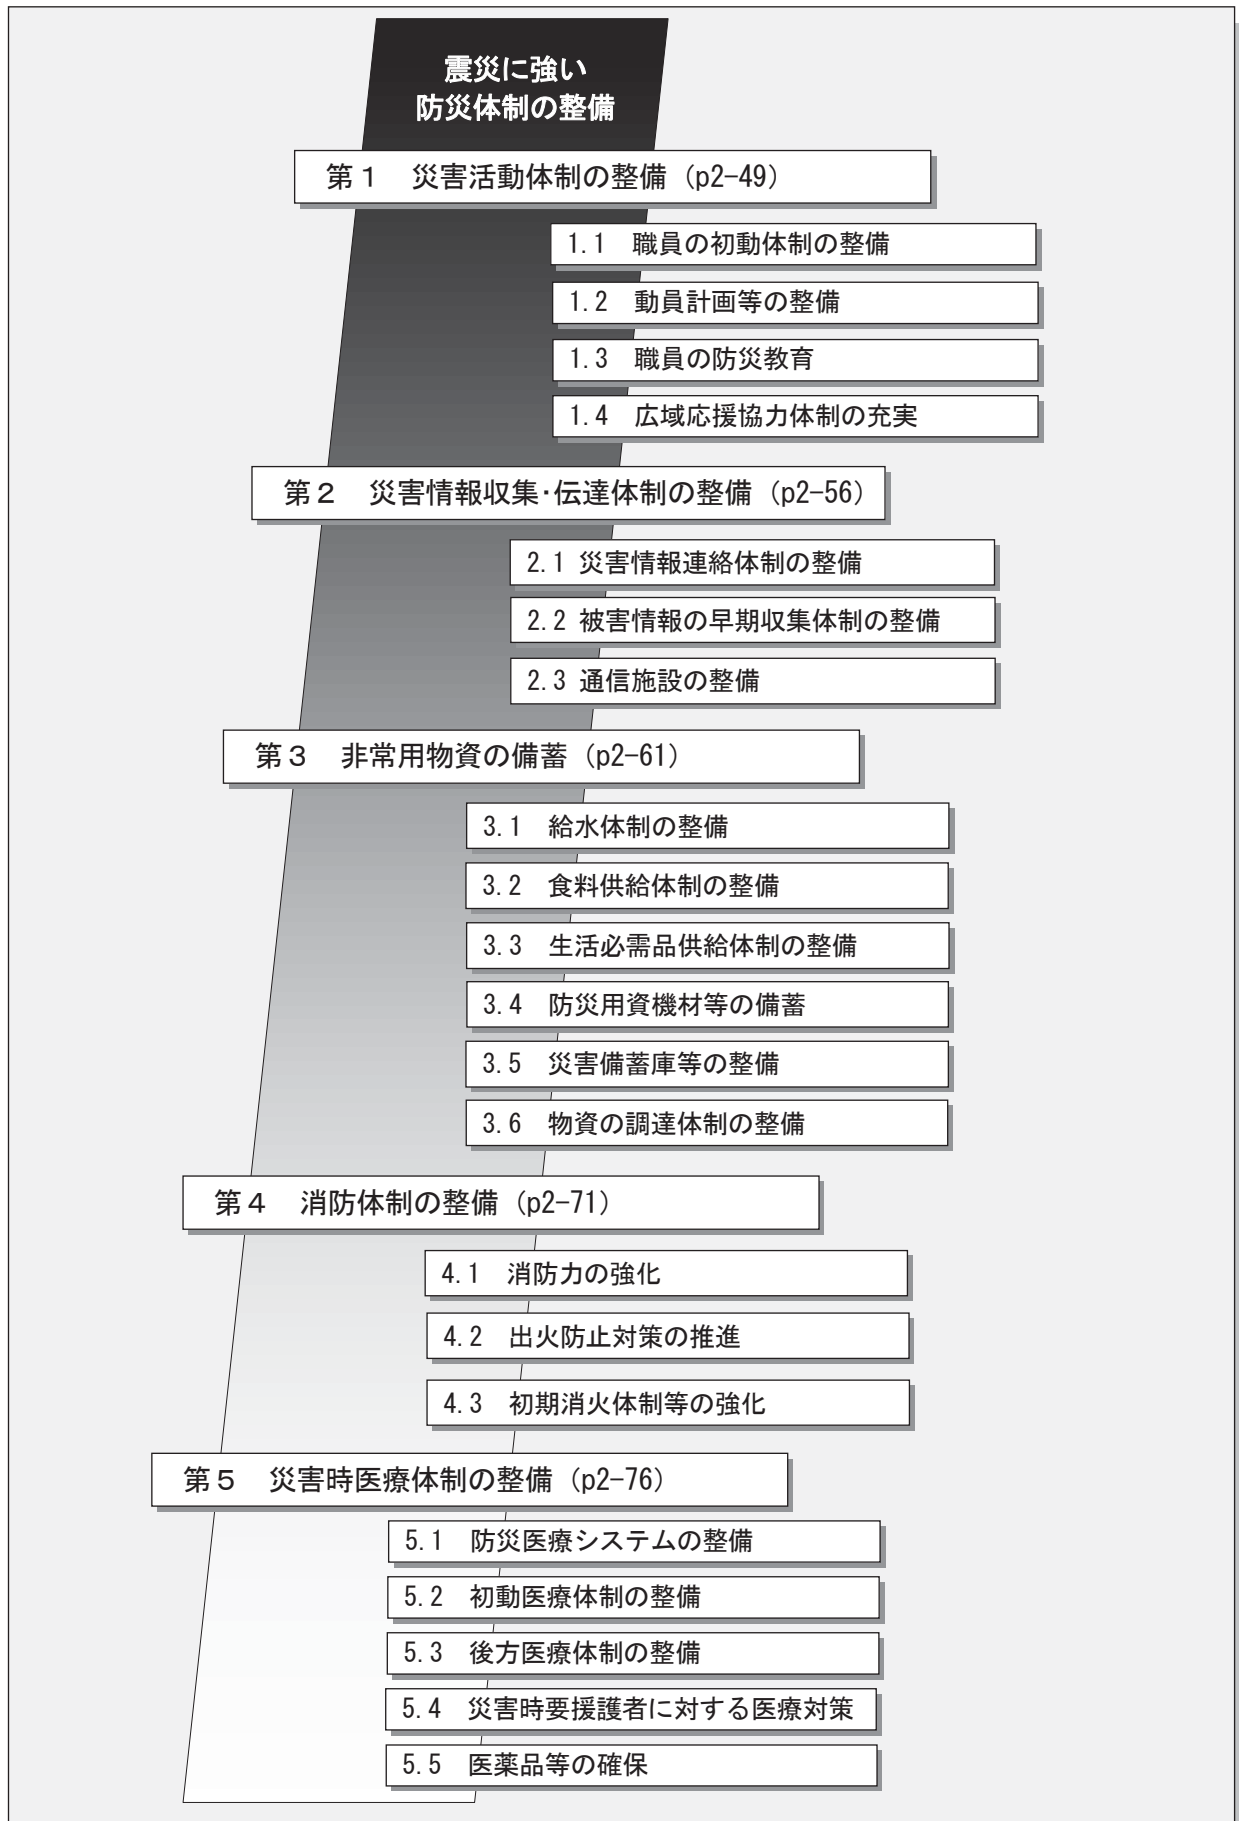 震災に強い
防災体制の整備
第１　災害活動体制の整備（p2-49）
1.1　職員の初動体制の整備
1.2　動員計画等の整備
1.3　職員の防災教育
1.4　広域応援協力体制の充実
第２　災害情報収集・伝達体制の整備（p2-56）
2.1 災害情報連絡体制の整備
2.2 被害情報の早期収集体制の整備
2.3 通信施設の整備
第３　非常用物資の備蓄（p2-61）
3.1　給水体制の整備
3.2　食料供給体制の整備
3.3　生活必需品供給体制の整備
3.4　防災用資機材等の備蓄
3.5　災害備蓄庫等の整備
3.6　物資の調達体制の整備
第４　消防体制の整備（p2-71）
4.1　消防力の強化
4.2　出火防止対策の推進
4.3　初期消火体制等の強化
第５　災害時医療体制の整備（p2-76）
5.1　防災医療システムの整備
5.2　初動医療体制の整備
5.3　後方医療体制の整備
5.4　災害時要援護者に対する医療対策
5.5　医薬品等の確保